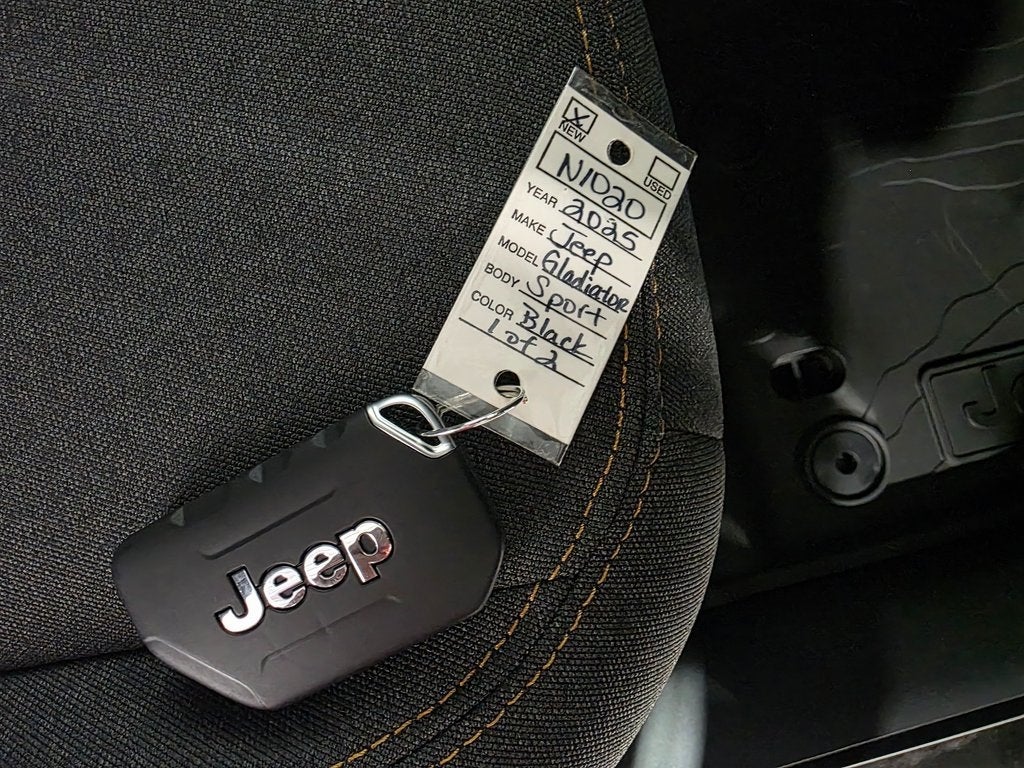 X
NEW
USED
N1020
YEAR 2025
MAKE Jeep
MODEL Gladiator
BODY Sport
COLOR Black
1 of 2
Jeep